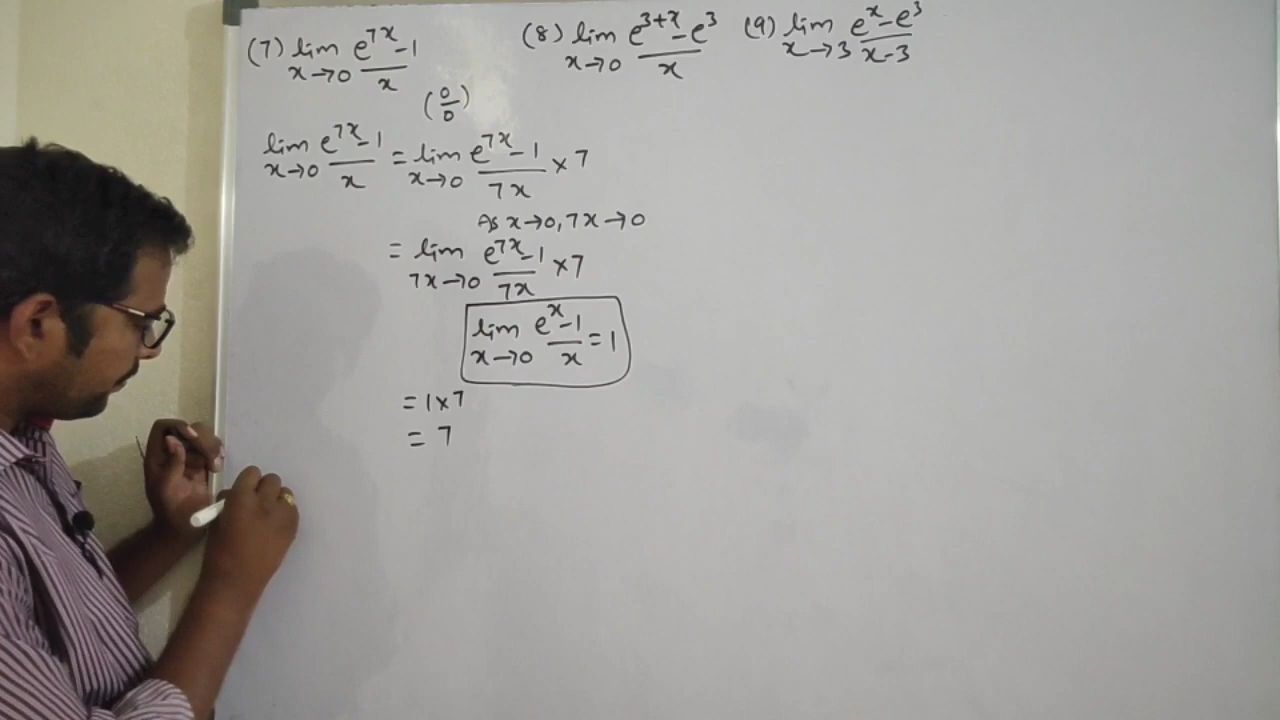 (7) lim x→0 (e^{7x}-1)/x (8) lim x→0 (e^{3+x}-e^3)/x (9) lim x→3 (e^x-e^3)/(x-3)
(0/0)
lim x→0 (e^{7x}-1)/x = lim x→0 (e^{7x}-1)/(7x) × 7
As x→0, 7x→0
= lim 7x→0 (e^{7x}-1)/(7x) × 7
lim x→0 (e^x-1)/x = 1
= 1 × 7
= 7